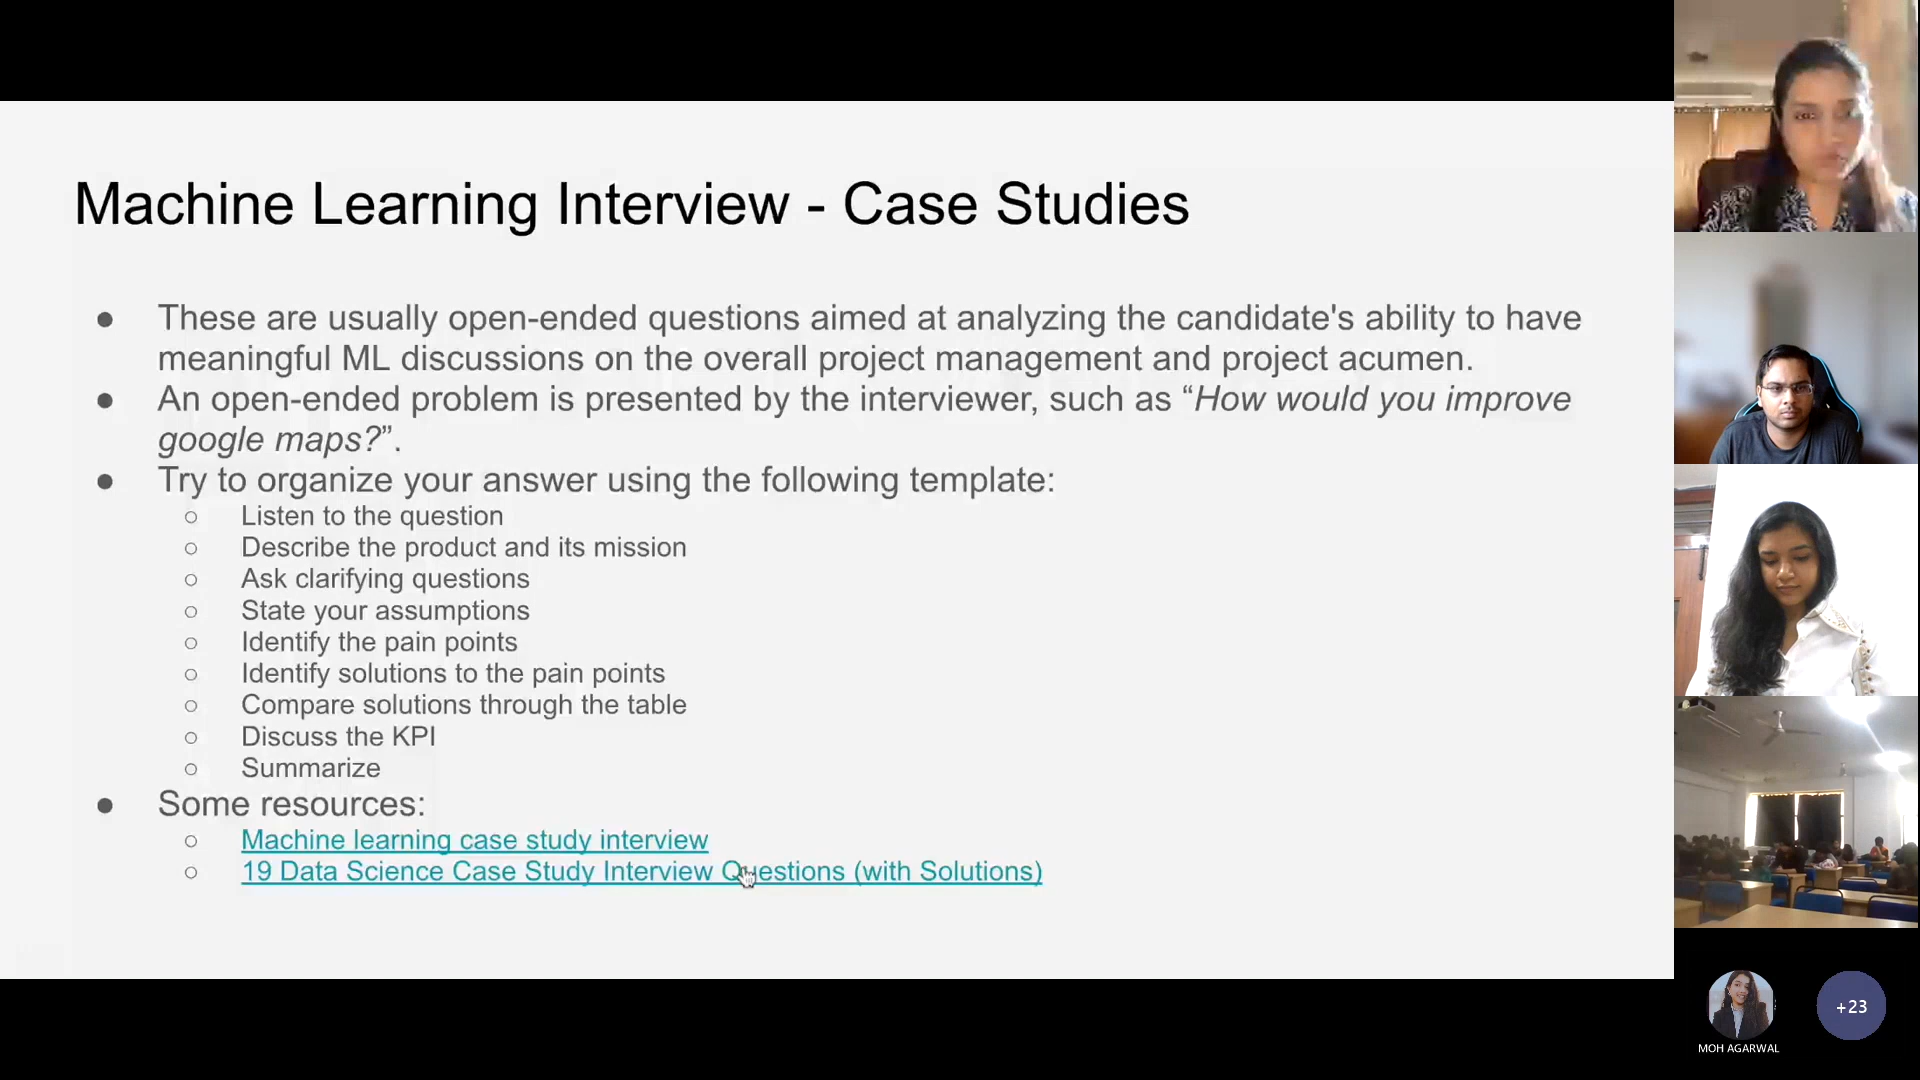 Machine Learning Interview - Case Studies
● These are usually open-ended questions aimed at analyzing the candidate's ability to have
meaningful ML discussions on the overall project management and project acumen.
● An open-ended problem is presented by the interviewer, such as “How would you improve
google maps?”.
● Try to organize your answer using the following template:
○ Listen to the question
○ Describe the product and its mission
○ Ask clarifying questions
○ State your assumptions
○ Identify the pain points
○ Identify solutions to the pain points
○ Compare solutions through the table
○ Discuss the KPI
○ Summarize
● Some resources:
○ Machine learning case study interview
○ 19 Data Science Case Study Interview Questions (with Solutions)
+23
MOH AGARWAL